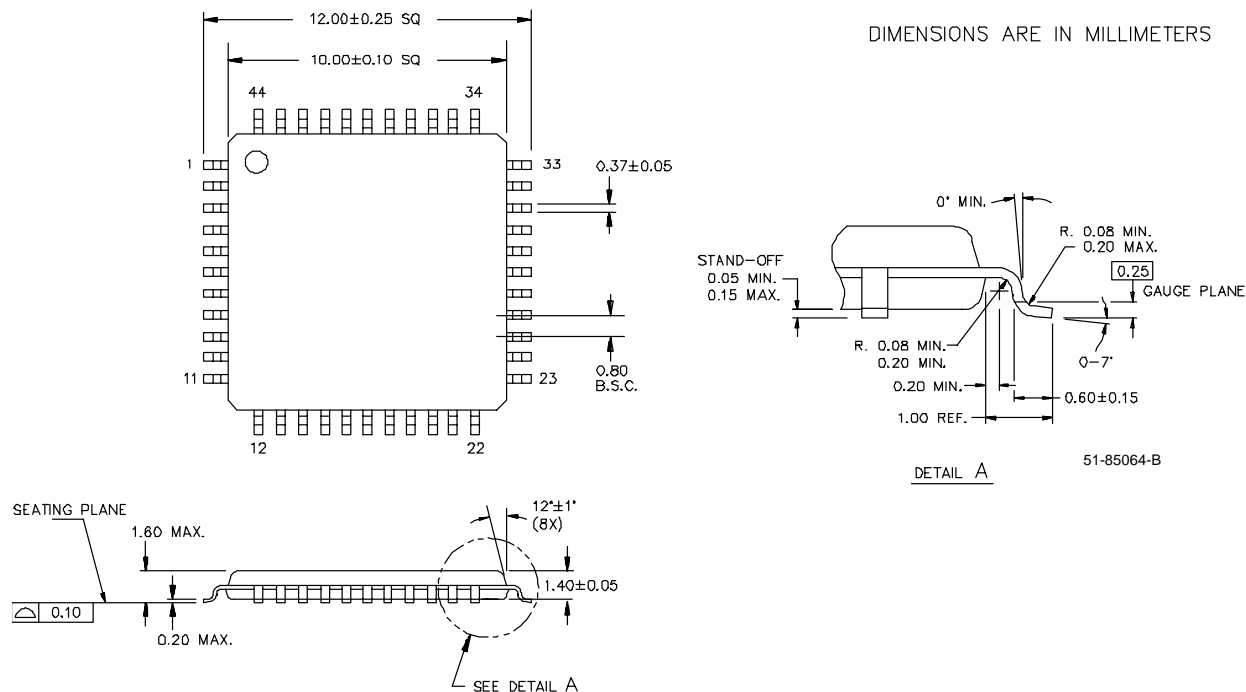 12.00±0.25 SQ
DIMENSIONS ARE IN MILLIMETERS
10.00±0.10 SQ
44
34
1
33
0.37±0.05
0.80
B.S.C.
11
23
12
22
0° MIN.
R. 0.08 MIN.
0.20 MAX.
STAND-OFF
0.05 MIN.
0.15 MAX.
0.25
GAUGE PLANE
R. 0.08 MIN.
0.20 MIN.
0-7°
0.20 MIN.
0.60±0.15
1.00 REF.
DETAIL A
51-85064-B
SEATING PLANE
1.60 MAX.
12°±1°
(8X)
1.40±0.05
0.10
0.20 MAX.
SEE DETAIL A